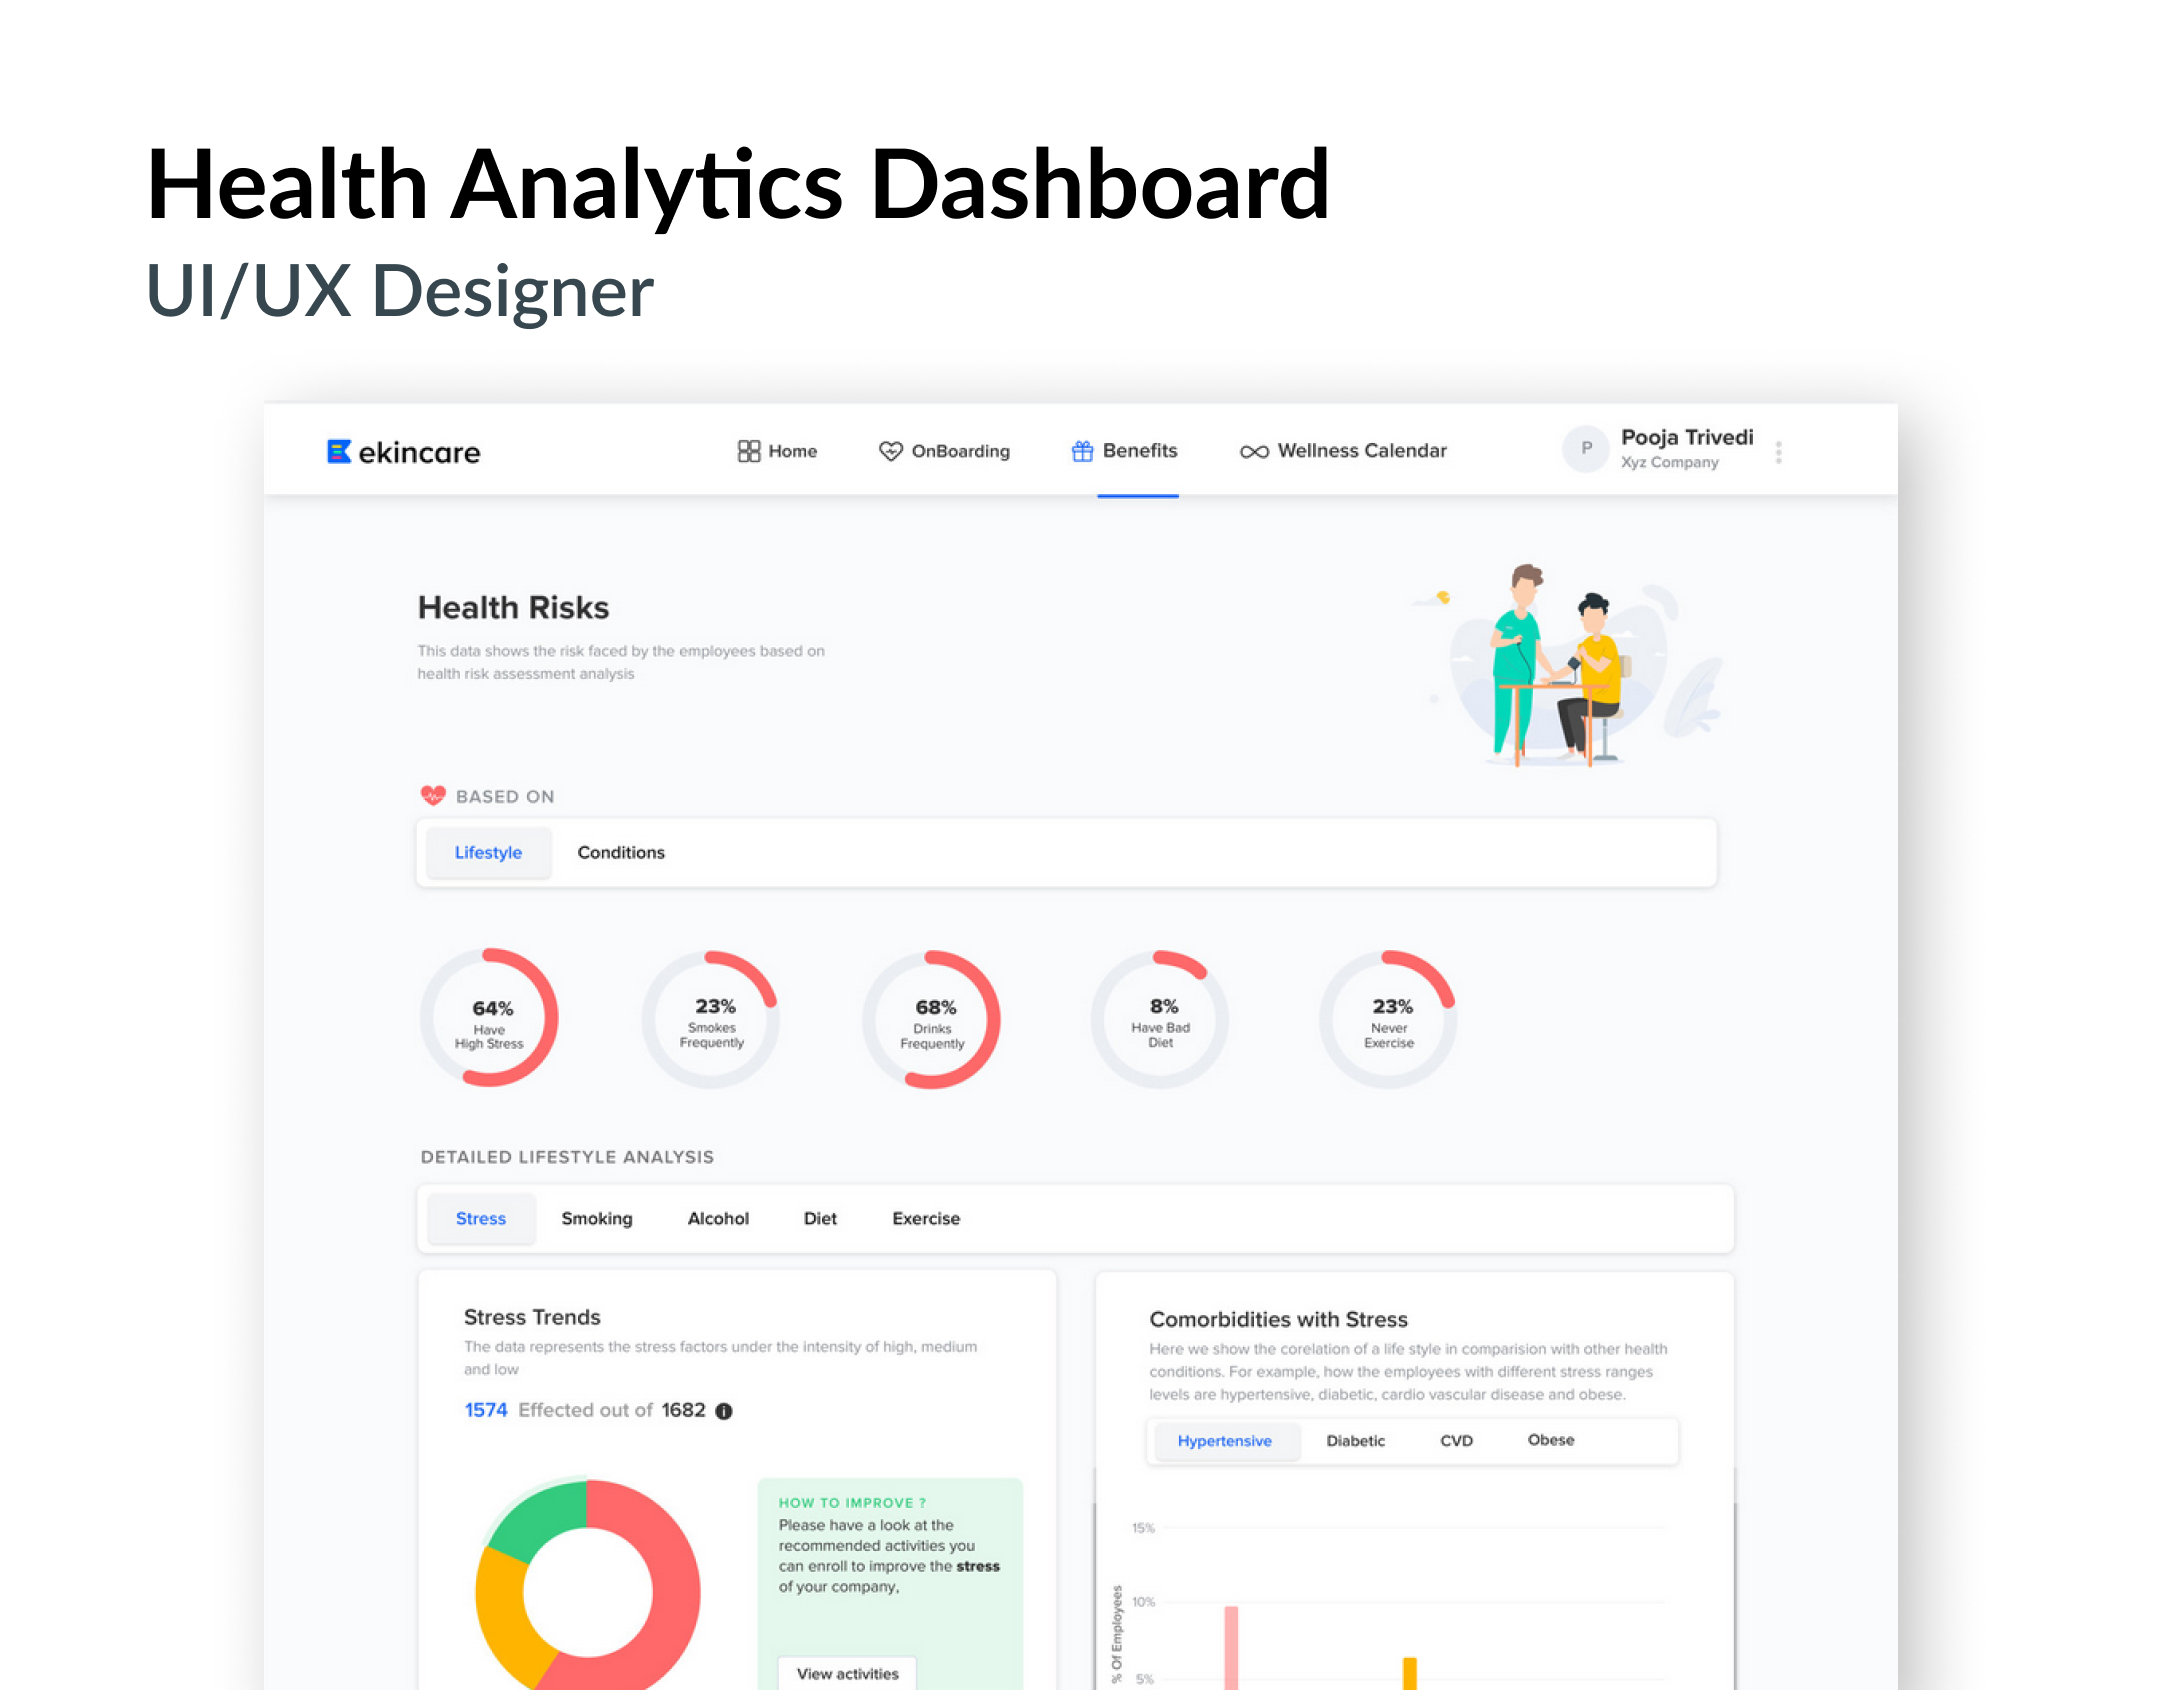 Health Analytics Dashboard
UI/UX Designer
ekincare
Home
OnBoarding
Benefits
Wellness Calendar
P
Pooja Trivedi
Xyz Company
Health Risks
This data shows the risk faced by the employees based on
health risk assessment analysis
BASED ON
Lifestyle
Conditions
64%
Have
High Stress
23%
Smokes
Frequently
68%
Drinks
Frequently
8%
Have Bad
Diet
23%
Never
Exercise
DETAILED LIFESTYLE ANALYSIS
Stress
Smoking
Alcohol
Diet
Exercise
Stress Trends
The data represents the stress factors under the intensity of high, medium
and low
1574 Effected out of 1682
HOW TO IMPROVE ?
Please have a look at the
recommended activities you
can enroll to improve the stress
of your company,
View activities
Comorbidities with Stress
Here we show the corelation of a life style in comparision with other health
conditions. For example, how the employees with different stress ranges
levels are hypertensive, diabetic, cardio vascular disease and obese.
Hypertensive
Diabetic
CVD
Obese
15%
10%
5%
% Of Employees